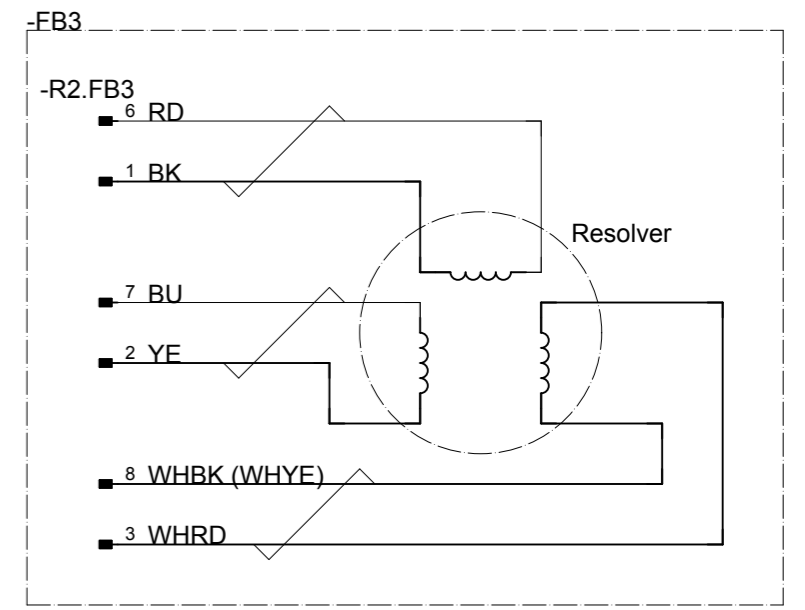 -FB3
-R2.FB3
6 RD
1 BK
Resolver
7 BU
2 YE
8 WHBK (WHYE)
3 WHRD